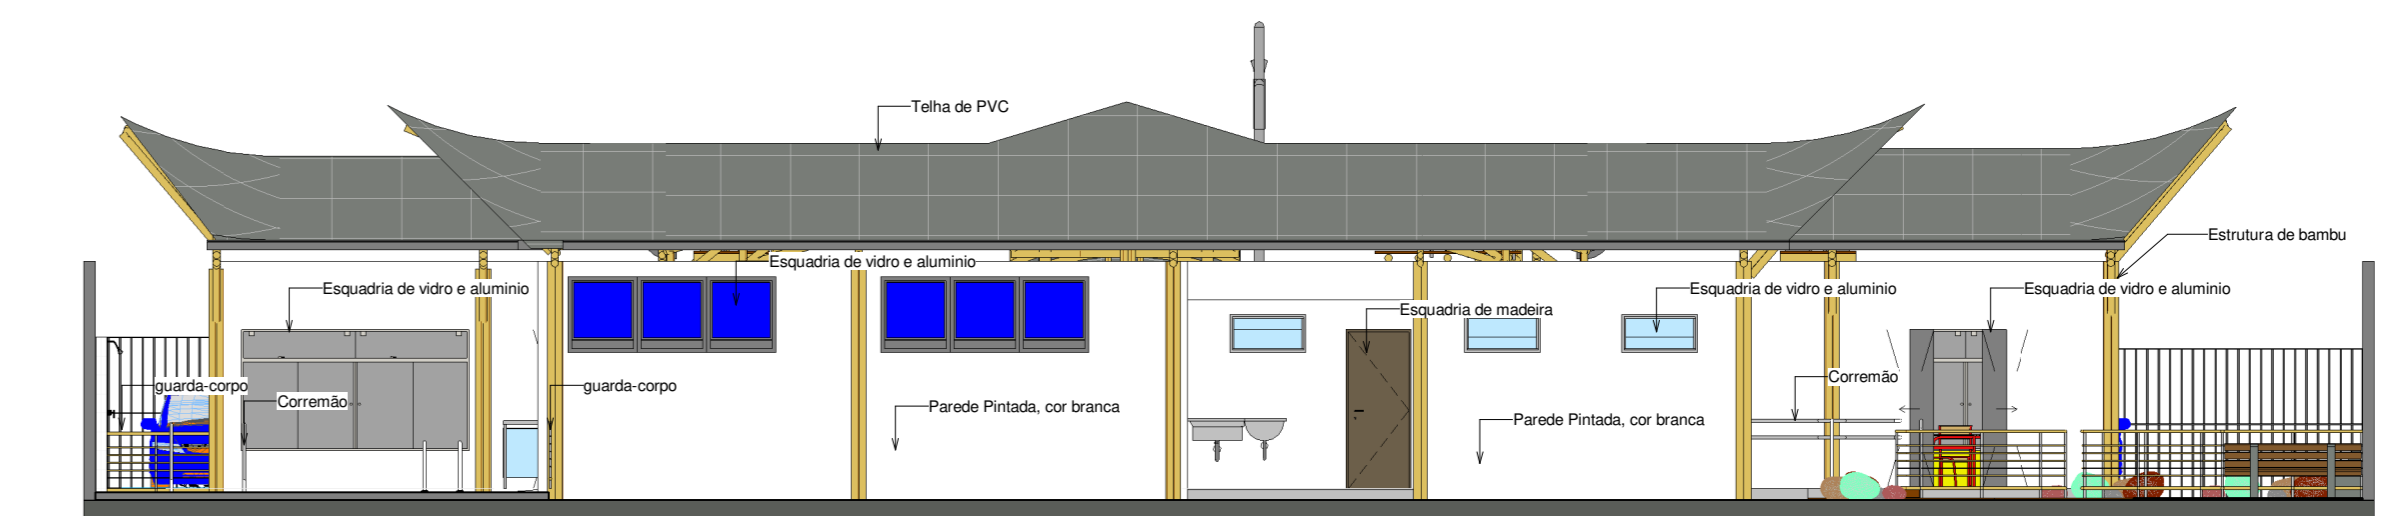 Telha de PVC
Estrutura de bambu
Esquadria de vidro e aluminio
Esquadria de vidro e aluminio
Esquadria de vidro e aluminio
Esquadria de vidro e aluminio
Esquadria de madeira
guarda-corpo
guarda-corpo
Corremão
Corremão
Parede Pintada, cor branca
Parede Pintada, cor branca